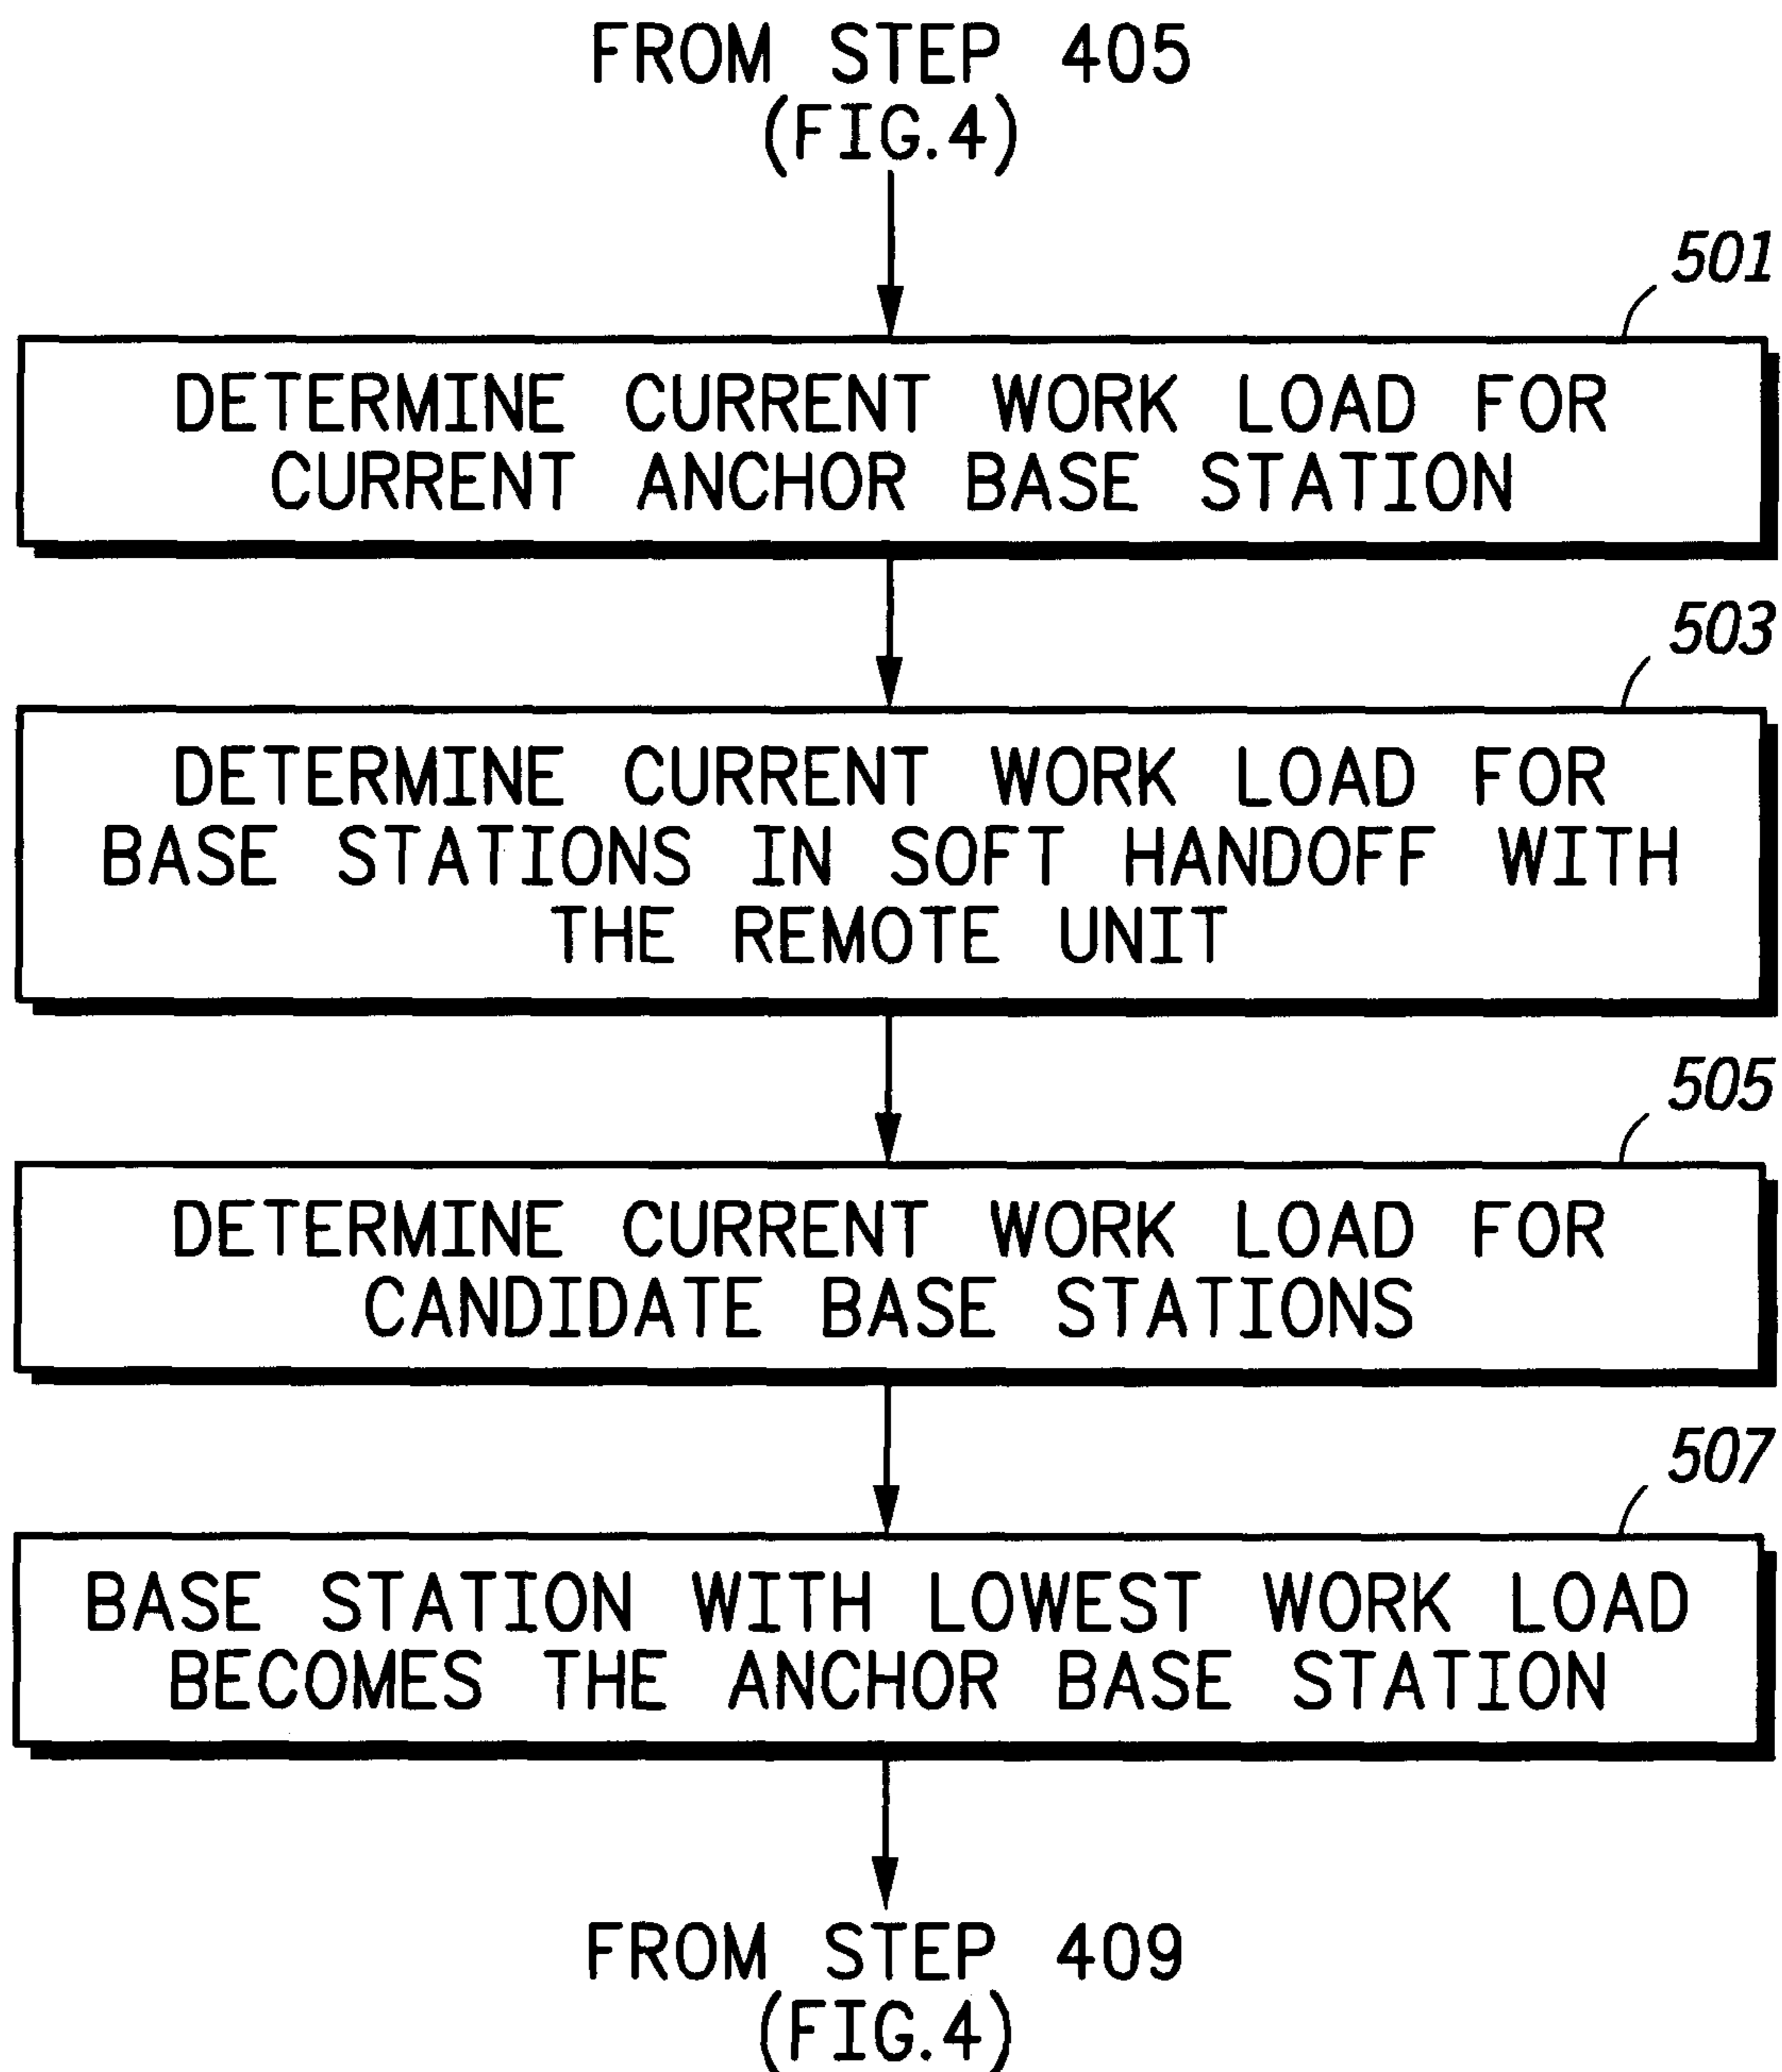 FROM STEP 405
(FIG.4)
501
DETERMINE CURRENT WORK LOAD FOR
CURRENT ANCHOR BASE STATION
503
DETERMINE CURRENT WORK LOAD FOR
BASE STATIONS IN SOFT HANDOFF WITH
THE REMOTE UNIT
505
DETERMINE CURRENT WORK LOAD FOR
CANDIDATE BASE STATIONS
507
BASE STATION WITH LOWEST WORK LOAD
BECOMES THE ANCHOR BASE STATION
FROM STEP 409
(FIG.4)